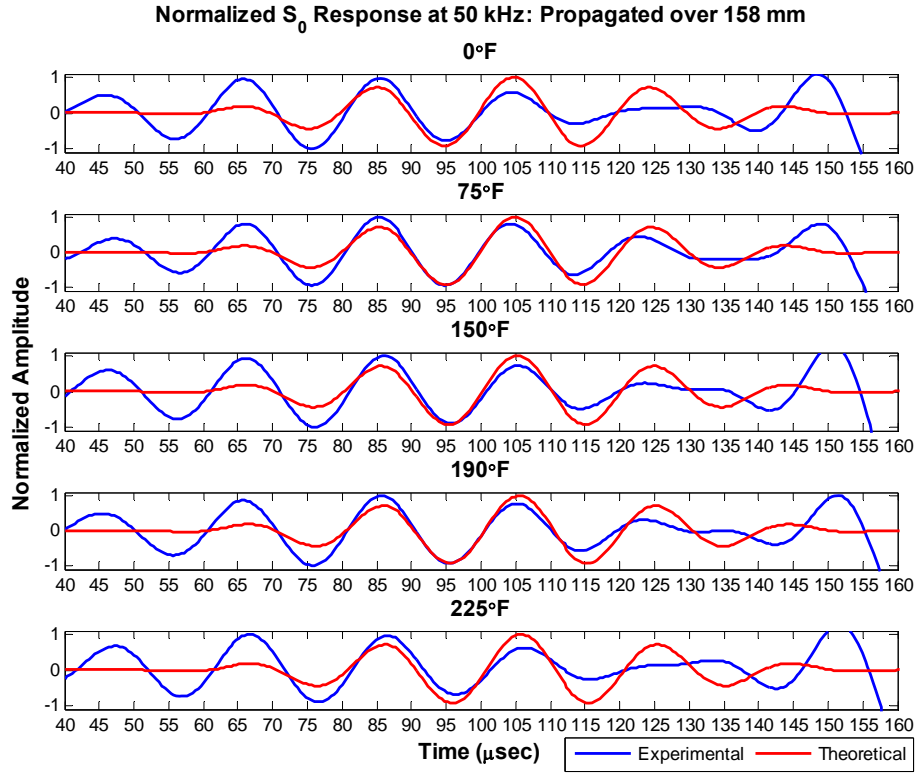 Normalized S0 Response at 50 kHz: Propagated over 158 mm
0°F
1
0
-1
40 45 50 55 60 65 70 75 80 85 90 95 100 105 110 115 120 125 130 135 140 145 150 155 160
75°F
1
0
-1
40 45 50 55 60 65 70 75 80 85 90 95 100 105 110 115 120 125 130 135 140 145 150 155 160
150°F
1
0
-1
40 45 50 55 60 65 70 75 80 85 90 95 100 105 110 115 120 125 130 135 140 145 150 155 160
190°F
1
0
-1
40 45 50 55 60 65 70 75 80 85 90 95 100 105 110 115 120 125 130 135 140 145 150 155 160
225°F
1
0
-1
40 45 50 55 60 65 70 75 80 85 90 95 100 105 110 115 120 125 130 135 140 145 150 155 160
Normalized Amplitude
Time (μsec)
Experimental
Theoretical